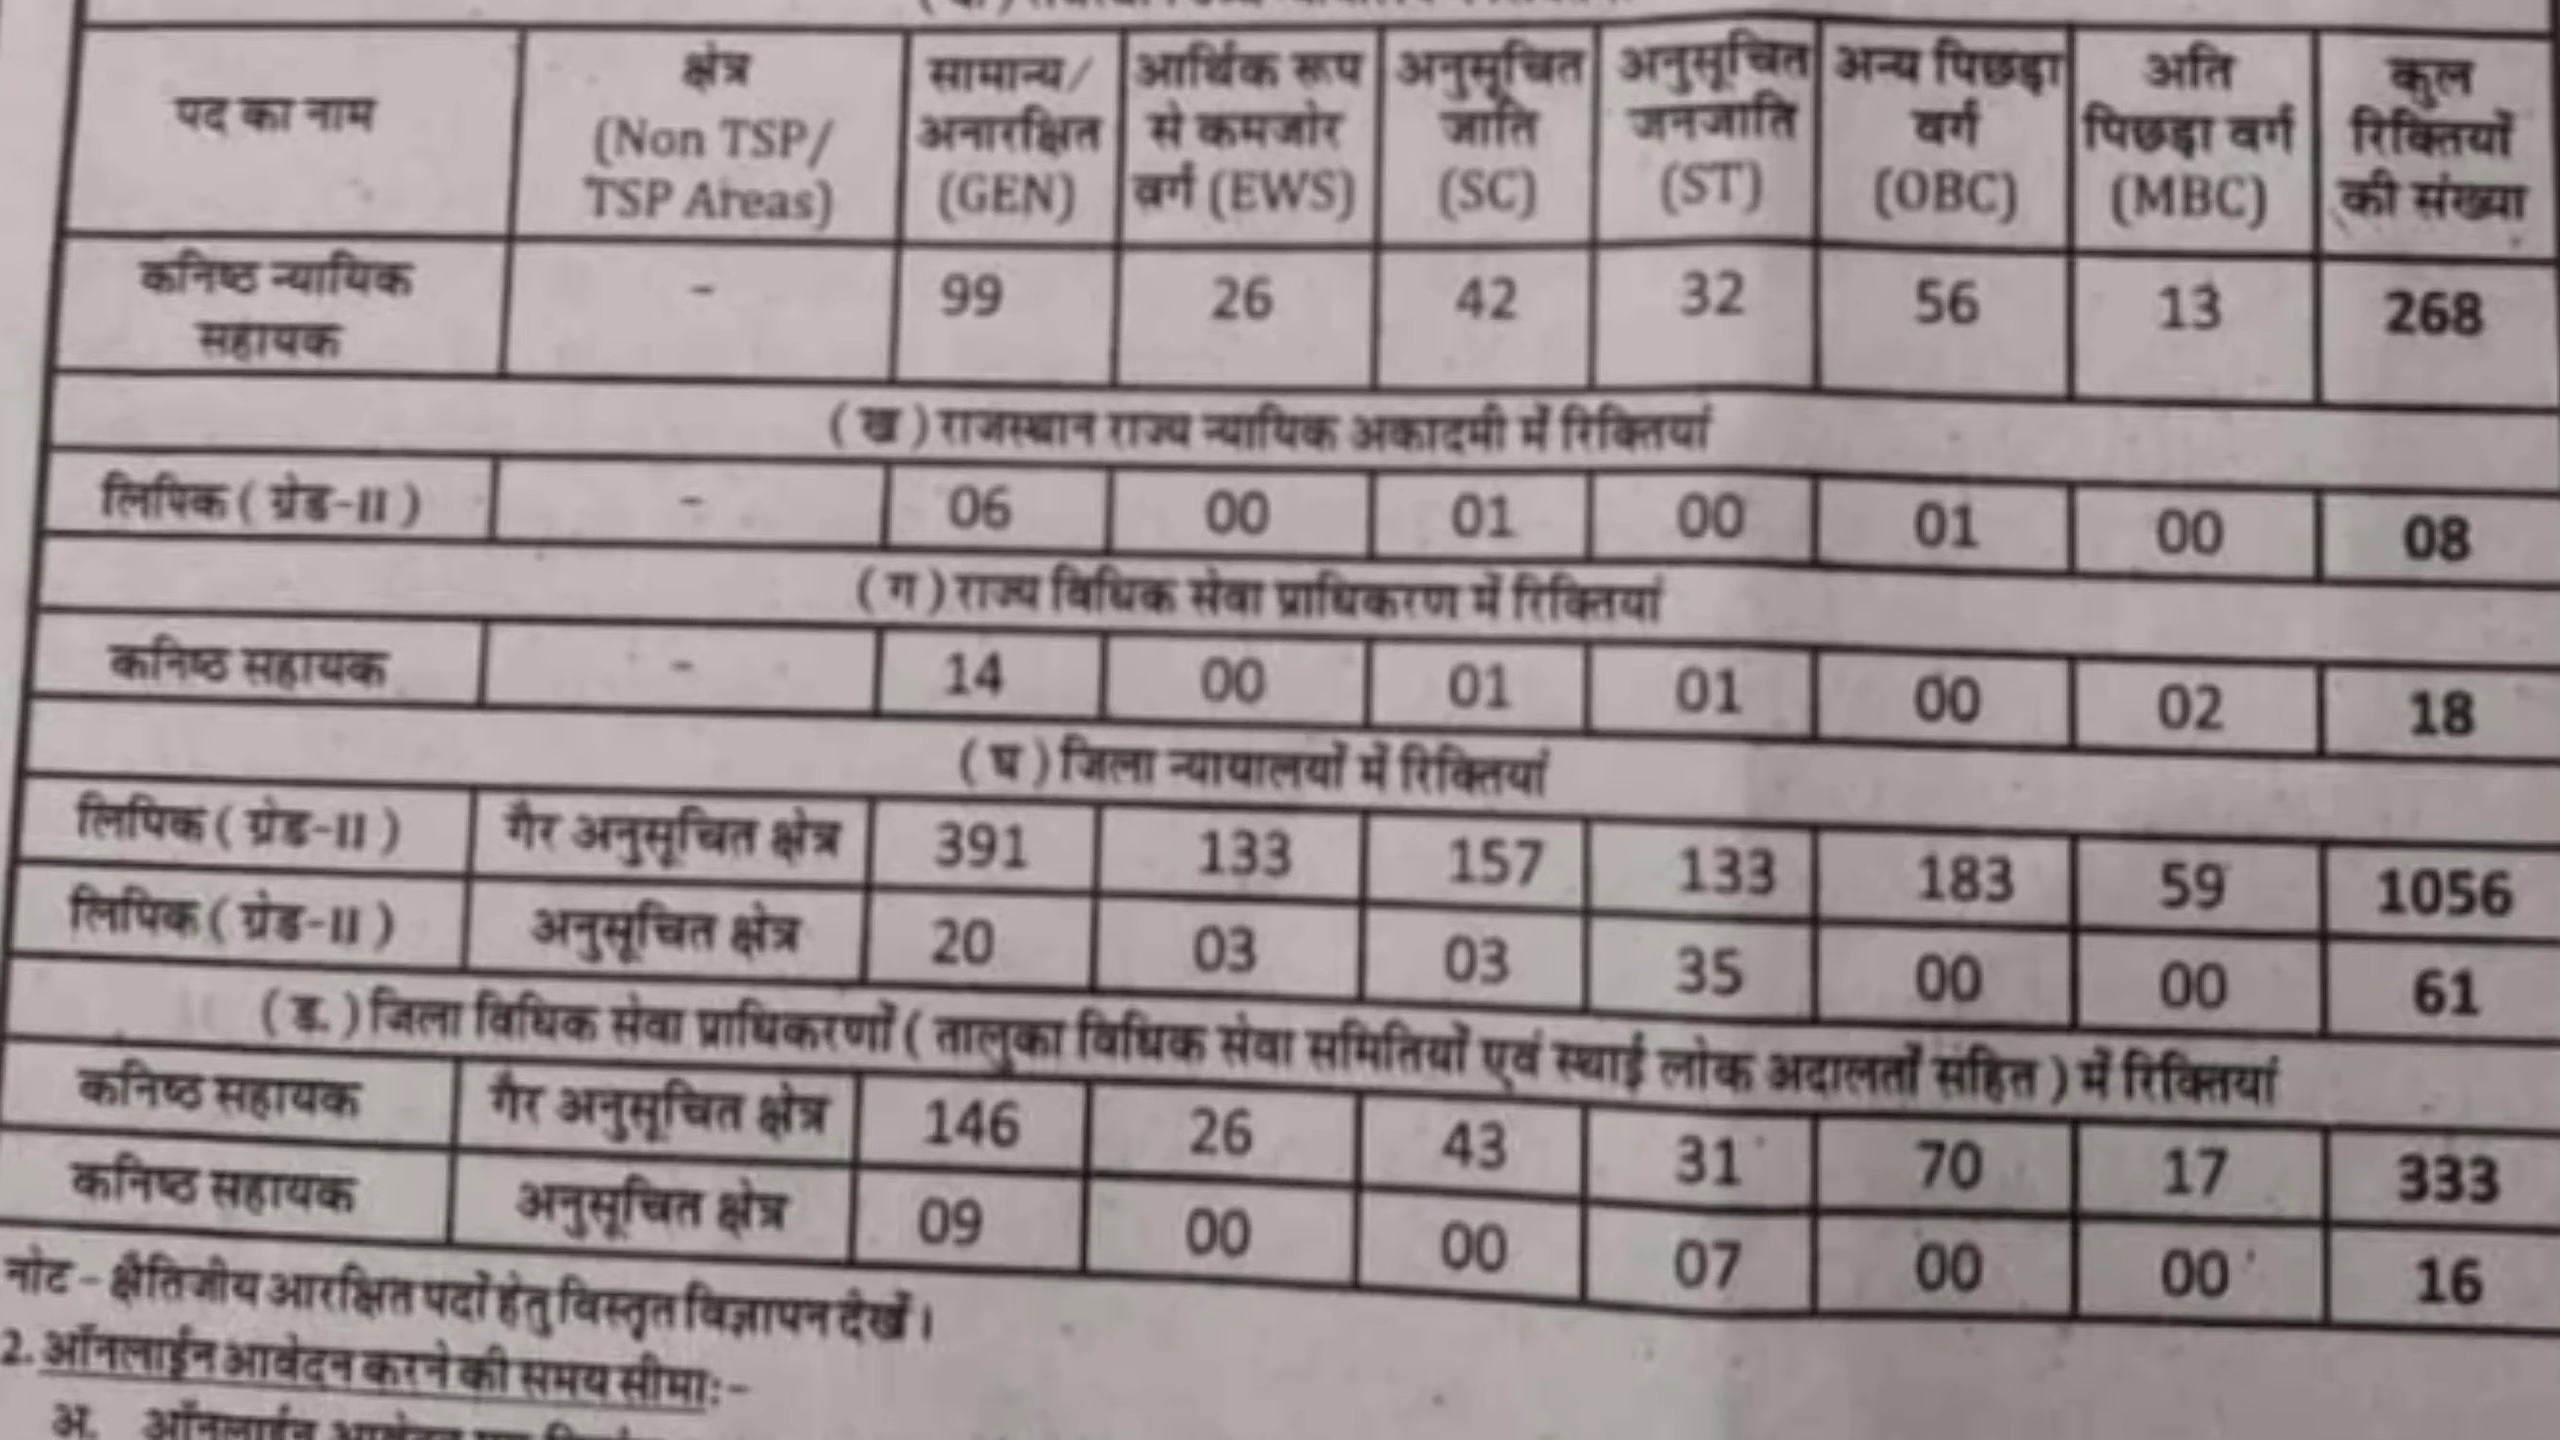 पद का नाम
क्षेत्र
(Non TSP/
TSP Areas)
सामान्य/
अनारक्षित
(GEN)
आर्थिक रूप
से कमजोर
वर्ग (EWS)
अनुसूचित
जाति
(SC)
अनुसूचित
जनजाति
(ST)
अन्य पिछड़ा
वर्ग
(OBC)
अति
पिछड़ा वर्ग
(MBC)
कुल
रिक्तियों
की संख्या
कनिष्ठ न्यायिक
सहायक
- 99 26 42 32 56 13 268
( ख ) राजस्थान राज्य न्यायिक अकादमी में रिक्तियां
लिपिक ( ग्रेड-II ) - 06 00 01 00 01 00 08
( ग ) राज्य विधिक सेवा प्राधिकरण में रिक्तियां
कनिष्ठ सहायक - 14 00 01 01 00 02 18
( घ ) जिला न्यायालयों में रिक्तियां
लिपिक ( ग्रेड-II ) गैर अनुसूचित क्षेत्र 391 133 157 133 183 59 1056
लिपिक ( ग्रेड-II ) अनुसूचित क्षेत्र 20 03 03 35 00 00 61
( ड. ) जिला विधिक सेवा प्राधिकरणों ( तालुका विधिक सेवा समितियों एवं स्थाई लोक अदालतों सहित ) में रिक्तियां
कनिष्ठ सहायक गैर अनुसूचित क्षेत्र 146 26 43 31 70 17 333
कनिष्ठ सहायक अनुसूचित क्षेत्र 09 00 00 07 00 00 16
नोट - क्षैतिजीय आरक्षित पदों हेतु विस्तृत विज्ञापन देखें।
2. ऑनलाईन आवेदन करने की समय सीमा:-
अ. ऑनलाईन आवेदन